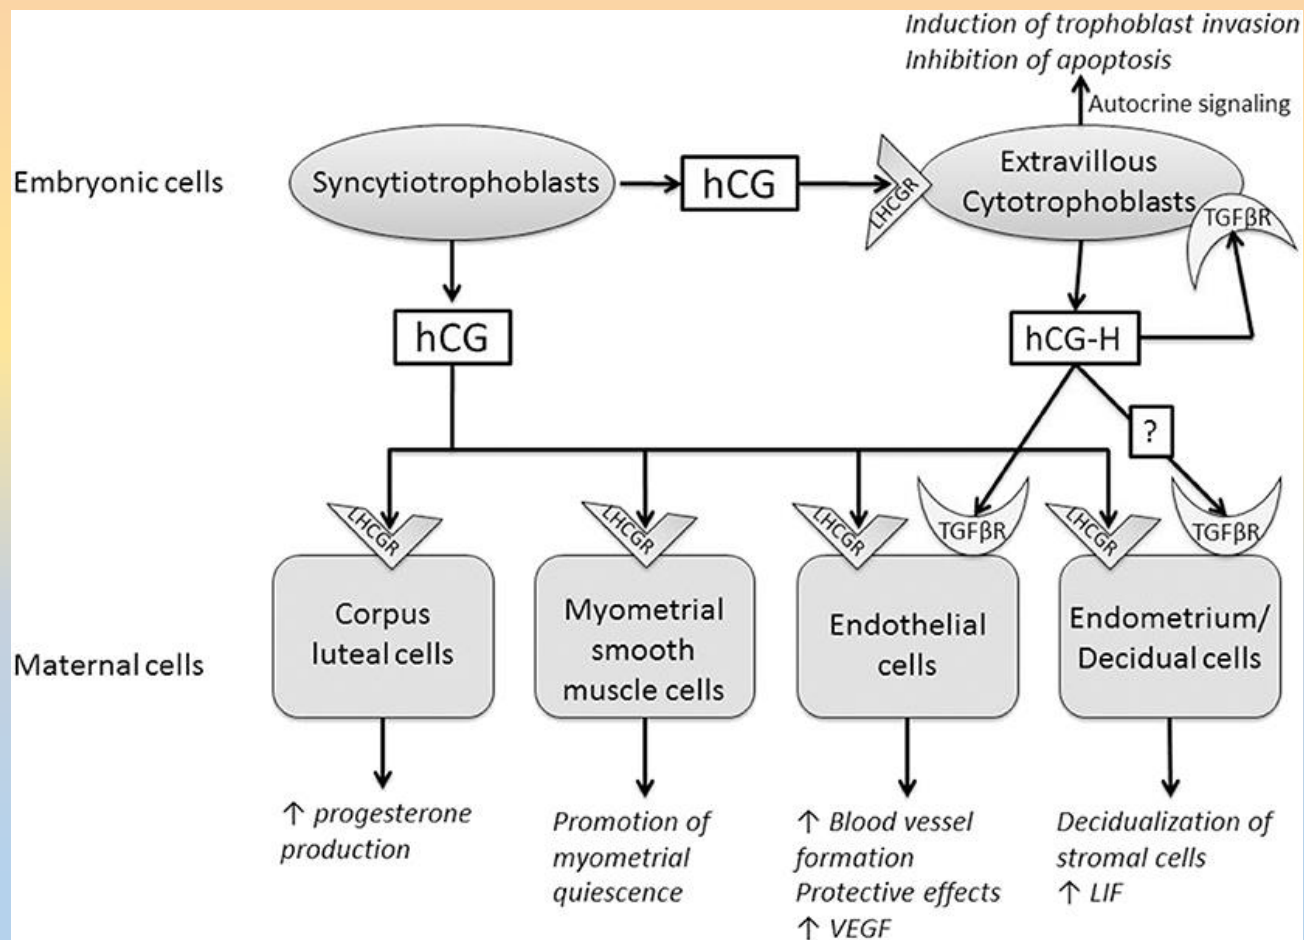 Induction of trophoblast invasion
Inhibition of apoptosis
Autocrine signaling
Embryonic cells
Syncytiotrophoblasts
hCG
LHCGR
Extravillous
Cytotrophoblasts
TGFβR
hCG
hCG-H
?
LHCGR
LHCGR
LHCGR
TGFβR
LHCGR
TGFβR
Maternal cells
Corpus
luteal cells
Myometrial
smooth
muscle cells
Endothelial
cells
Endometrium/
Decidual cells
↑ progesterone
production
Promotion of
myometrial
quiescence
↑ Blood vessel
formation
Protective effects
↑ VEGF
Decidualization of
stromal cells
↑ LIF